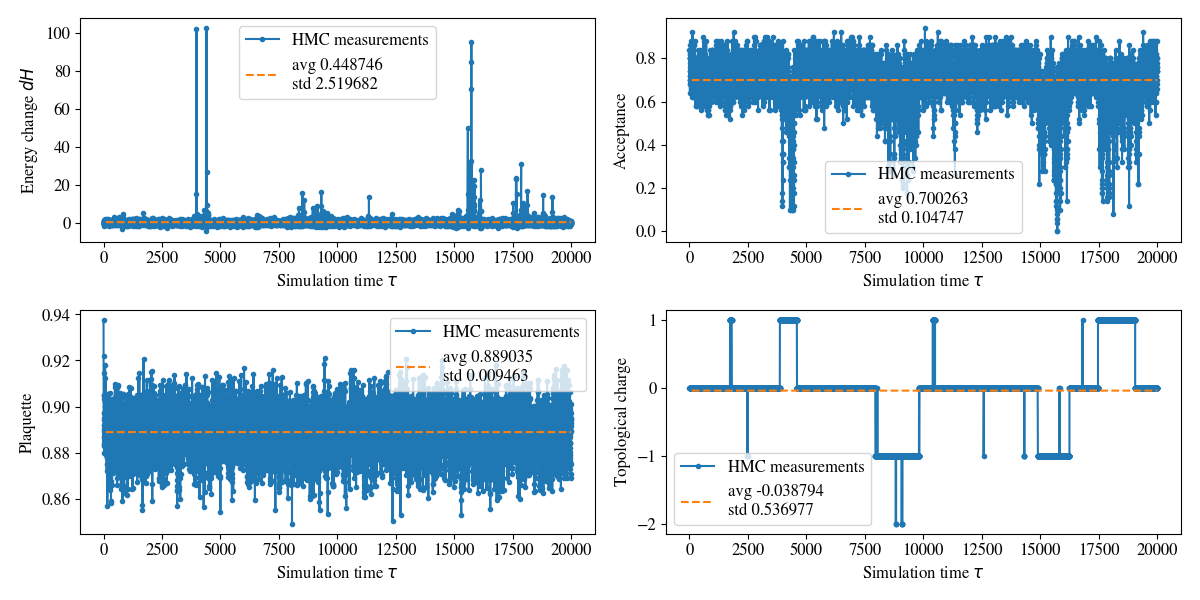 100
80
60
40
20
0
Energy change dH
HMC measurements
avg 0.448746
std 2.519682
0 2500 5000 7500 10000 12500 15000 17500 20000
Simulation time τ
0.8
0.6
0.4
0.2
0.0
Acceptance
HMC measurements
avg 0.700263
std 0.104747
0 2500 5000 7500 10000 12500 15000 17500 20000
Simulation time τ
0.94
0.92
0.90
0.88
0.86
Plaquette
HMC measurements
avg 0.889035
std 0.009463
0 2500 5000 7500 10000 12500 15000 17500 20000
Simulation time τ
1
0
−1
−2
Topological charge
HMC measurements
avg -0.038794
std 0.536977
0 2500 5000 7500 10000 12500 15000 17500 20000
Simulation time τ